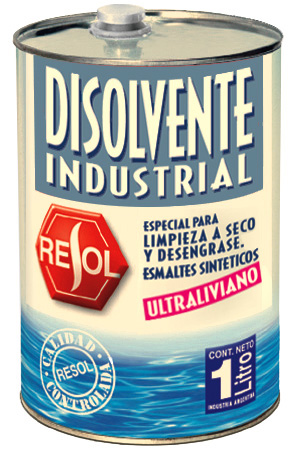 DISOLVENTE
INDUSTRIAL
ESPECIAL PARA
LIMPIEZA A SECO
Y DESENGRASE.
ESMALTES SINTETICOS
RESOL
ULTRALIVIANO
CALIDAD
RESOL
CONTROLADA
CONT. NETO
1 Litro
INDUSTRIA ARGENTINA